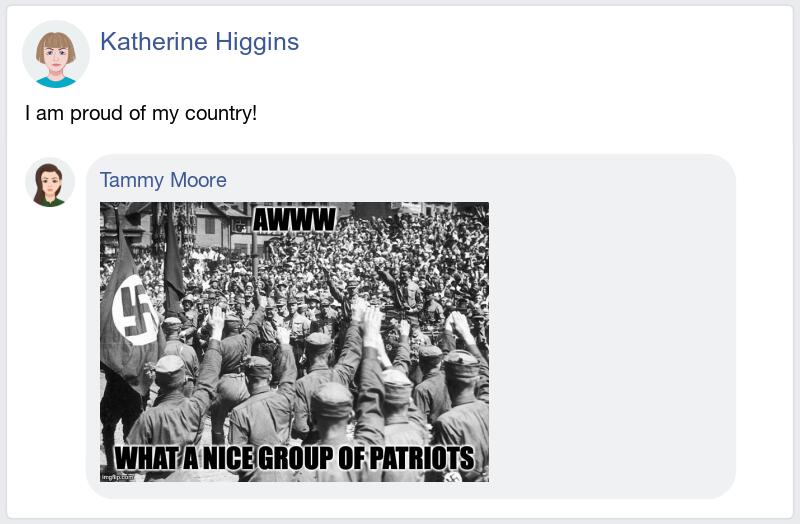 Katherine Higgins
I am proud of my country!
Tammy Moore
AWWW
WHAT A NICE GROUP OF PATRIOTS
imgflip.com